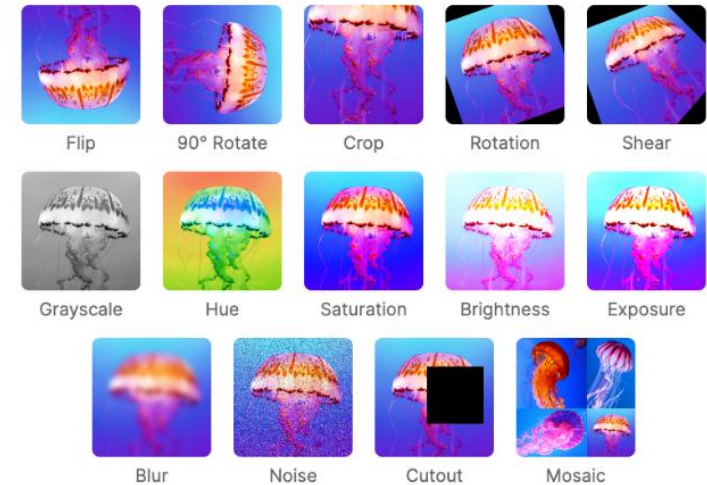 Flip 90° Rotate Crop Rotation Shear
Grayscale Hue Saturation Brightness Exposure
Blur Noise Cutout Mosaic